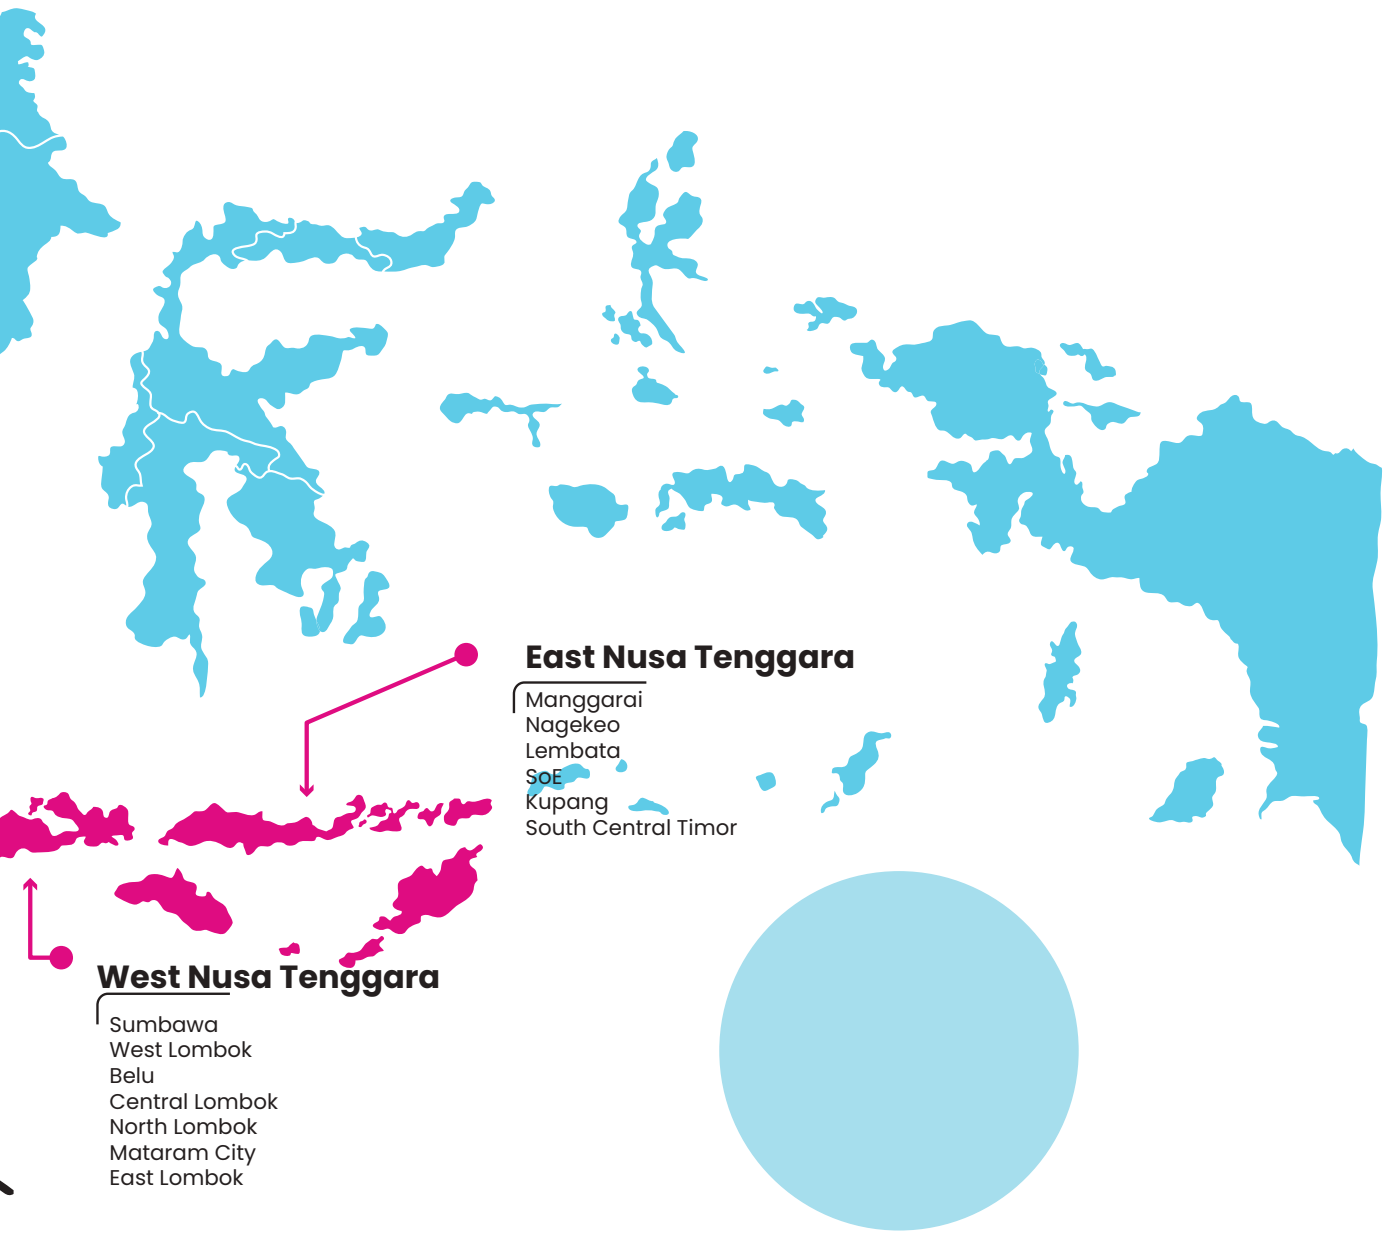 East Nusa Tenggara
Manggarai
Nagekeo
Lembata
SoE
Kupang
South Central Timor
West Nusa Tenggara
Sumbawa
West Lombok
Belu
Central Lombok
North Lombok
Mataram City
East Lombok